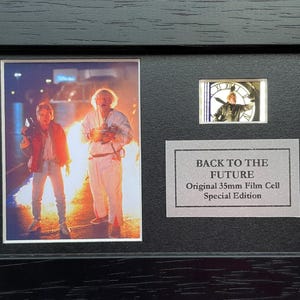 BACK TO THE
FUTURE
Original 35mm Film Cell
Special Edition